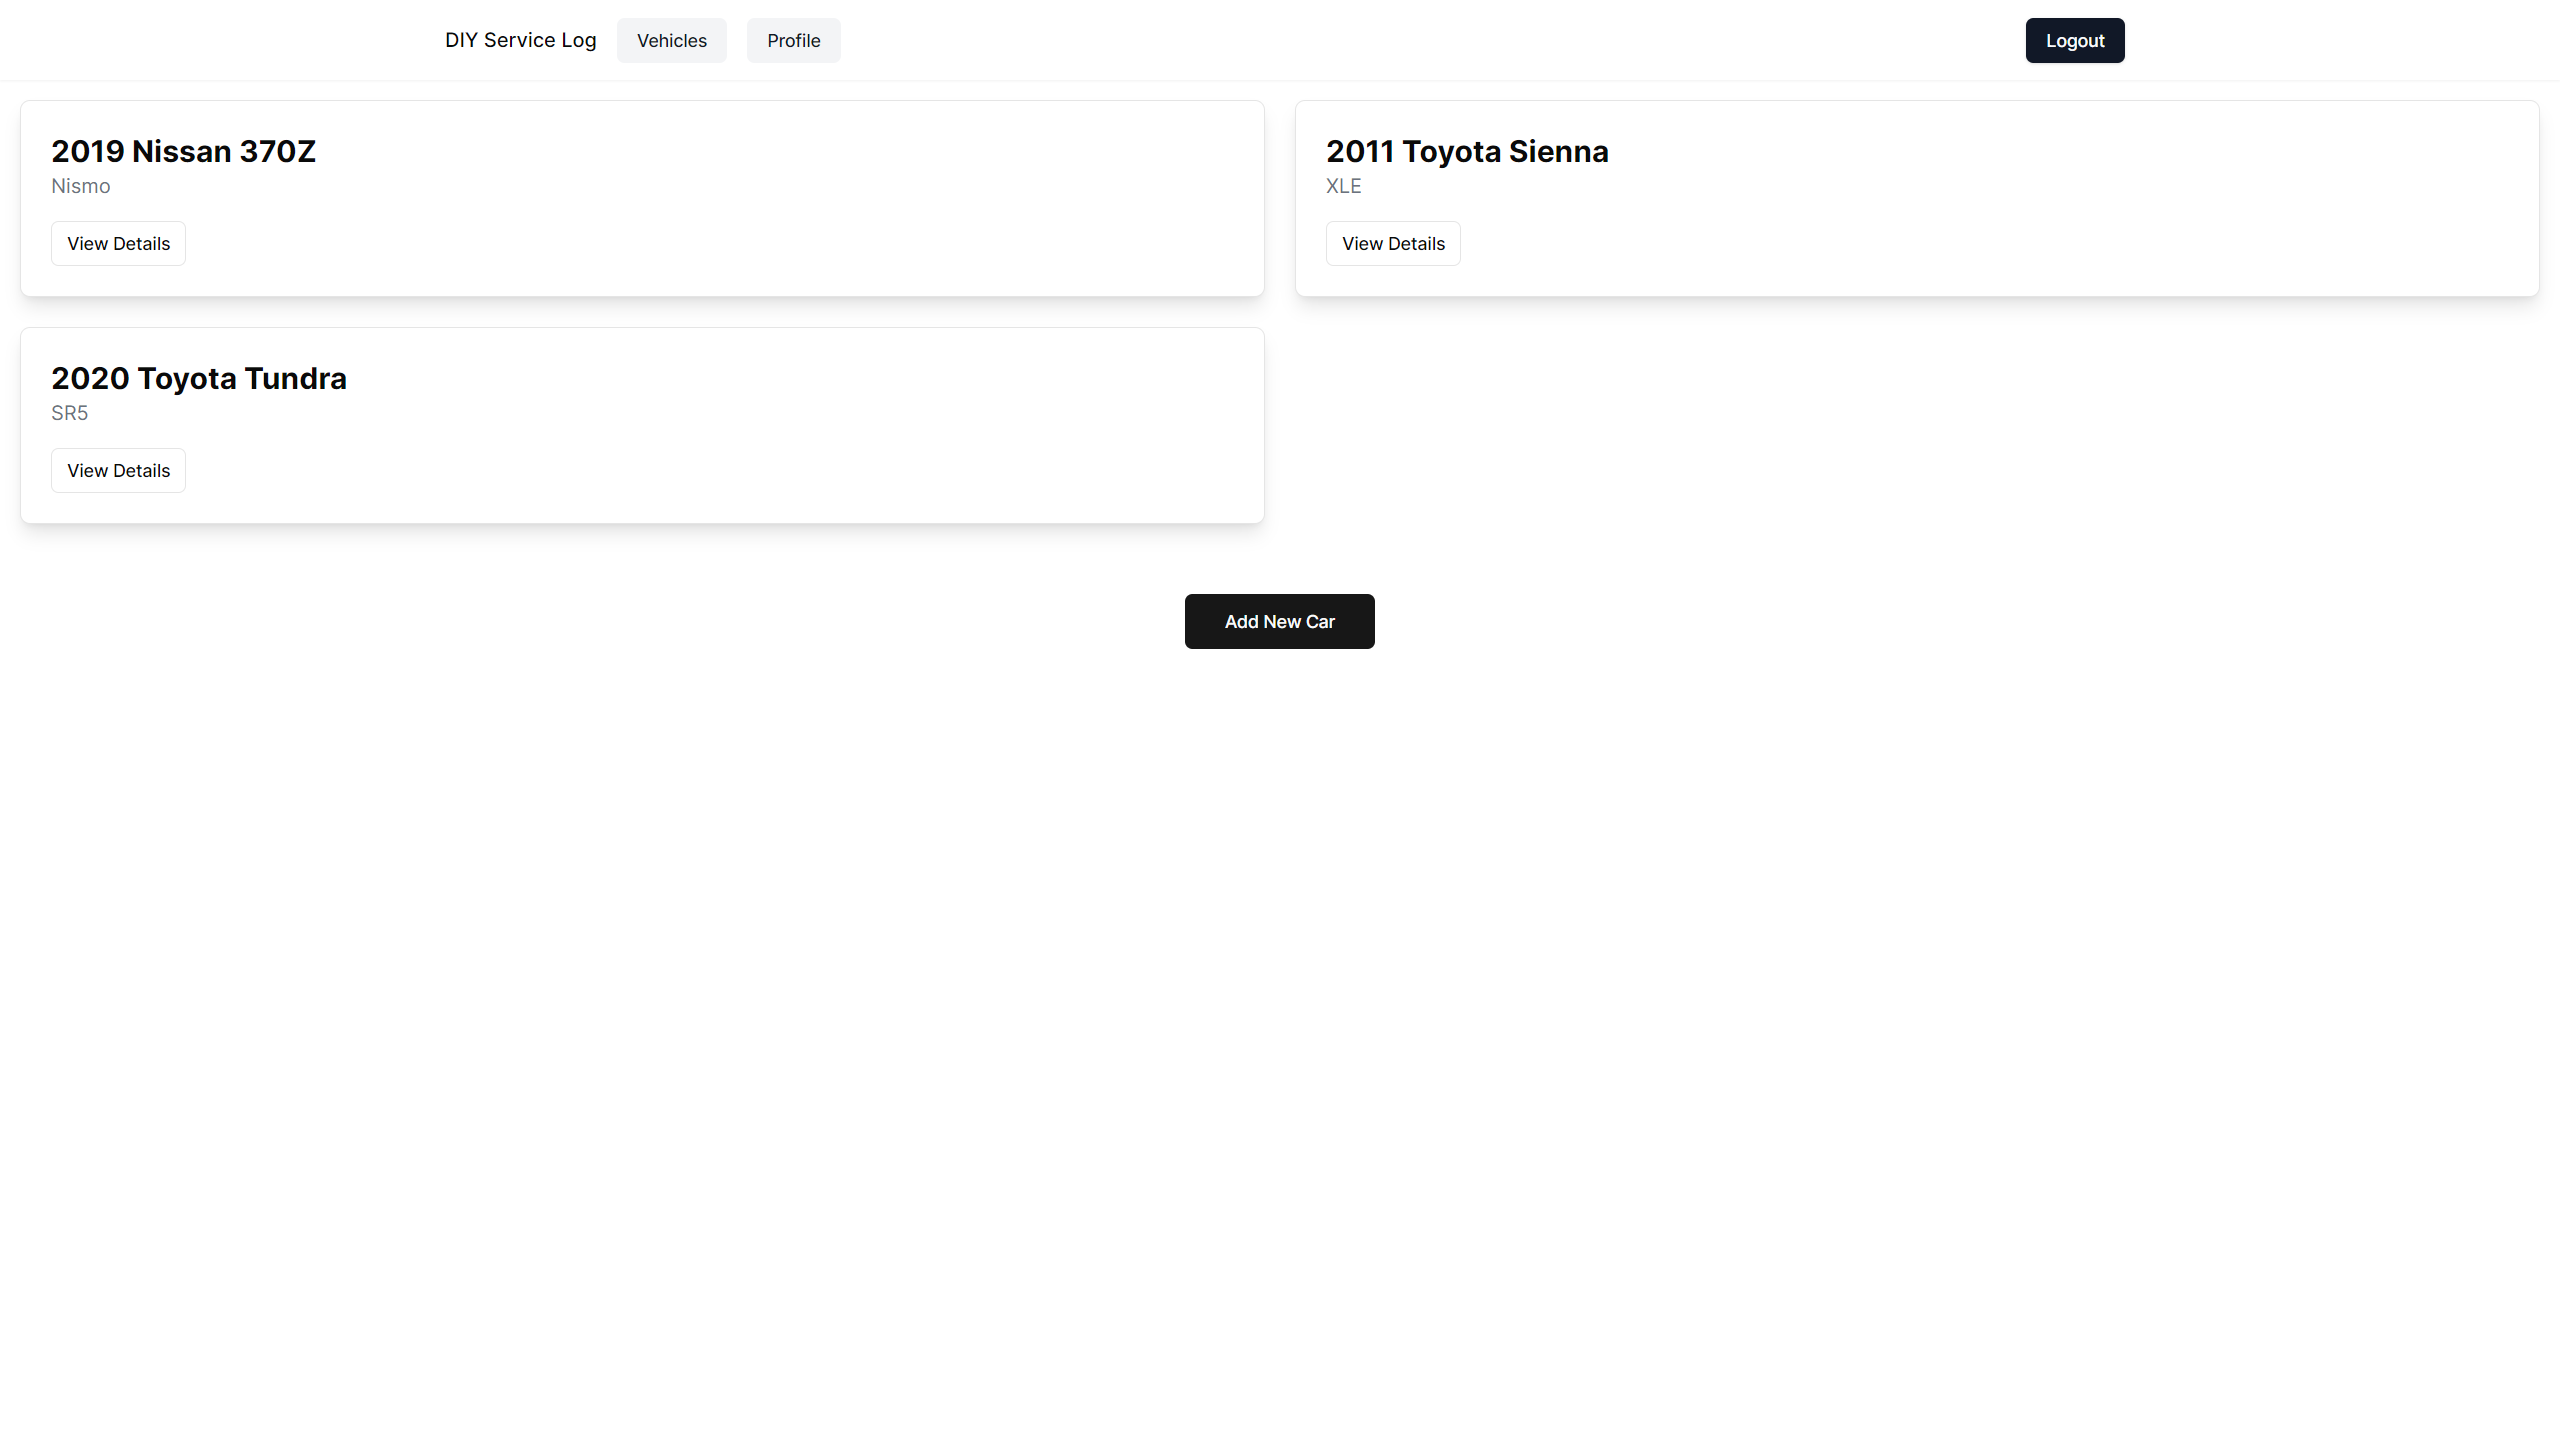 DIY Service Log Vehicles Profile Logout
2019 Nissan 370Z
Nismo
View Details
2011 Toyota Sienna
XLE
View Details
2020 Toyota Tundra
SR5
View Details
Add New Car